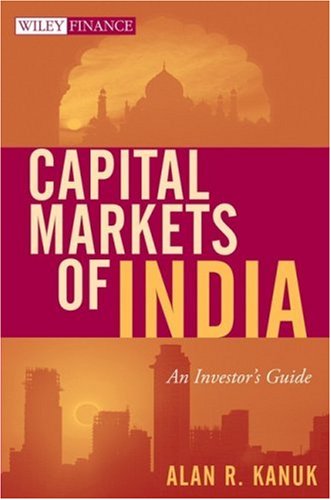 WILEY FINANCE
CAPITAL
MARKETS
OF INDIA
An Investor's Guide
ALAN R. KANUK